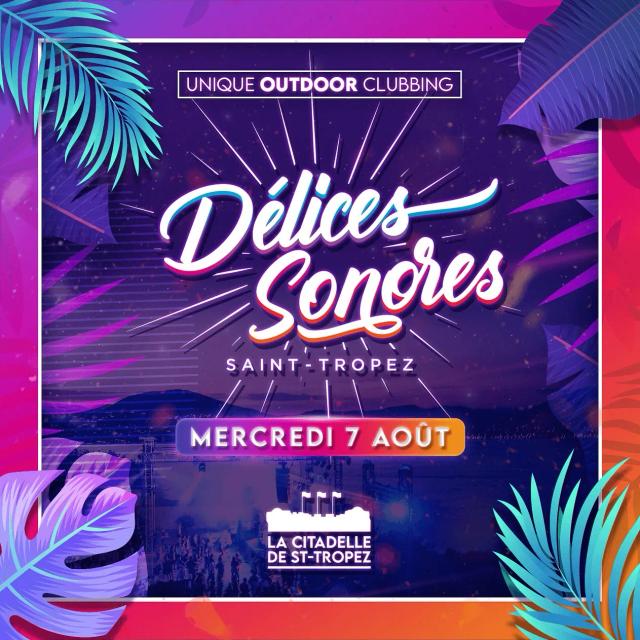 UNIQUE OUTDOOR CLUBBING
Délices
Sonores
SAINT-TROPEZ
MERCREDI 7 AOÛT
LA CITADELLE
DE ST-TROPEZ